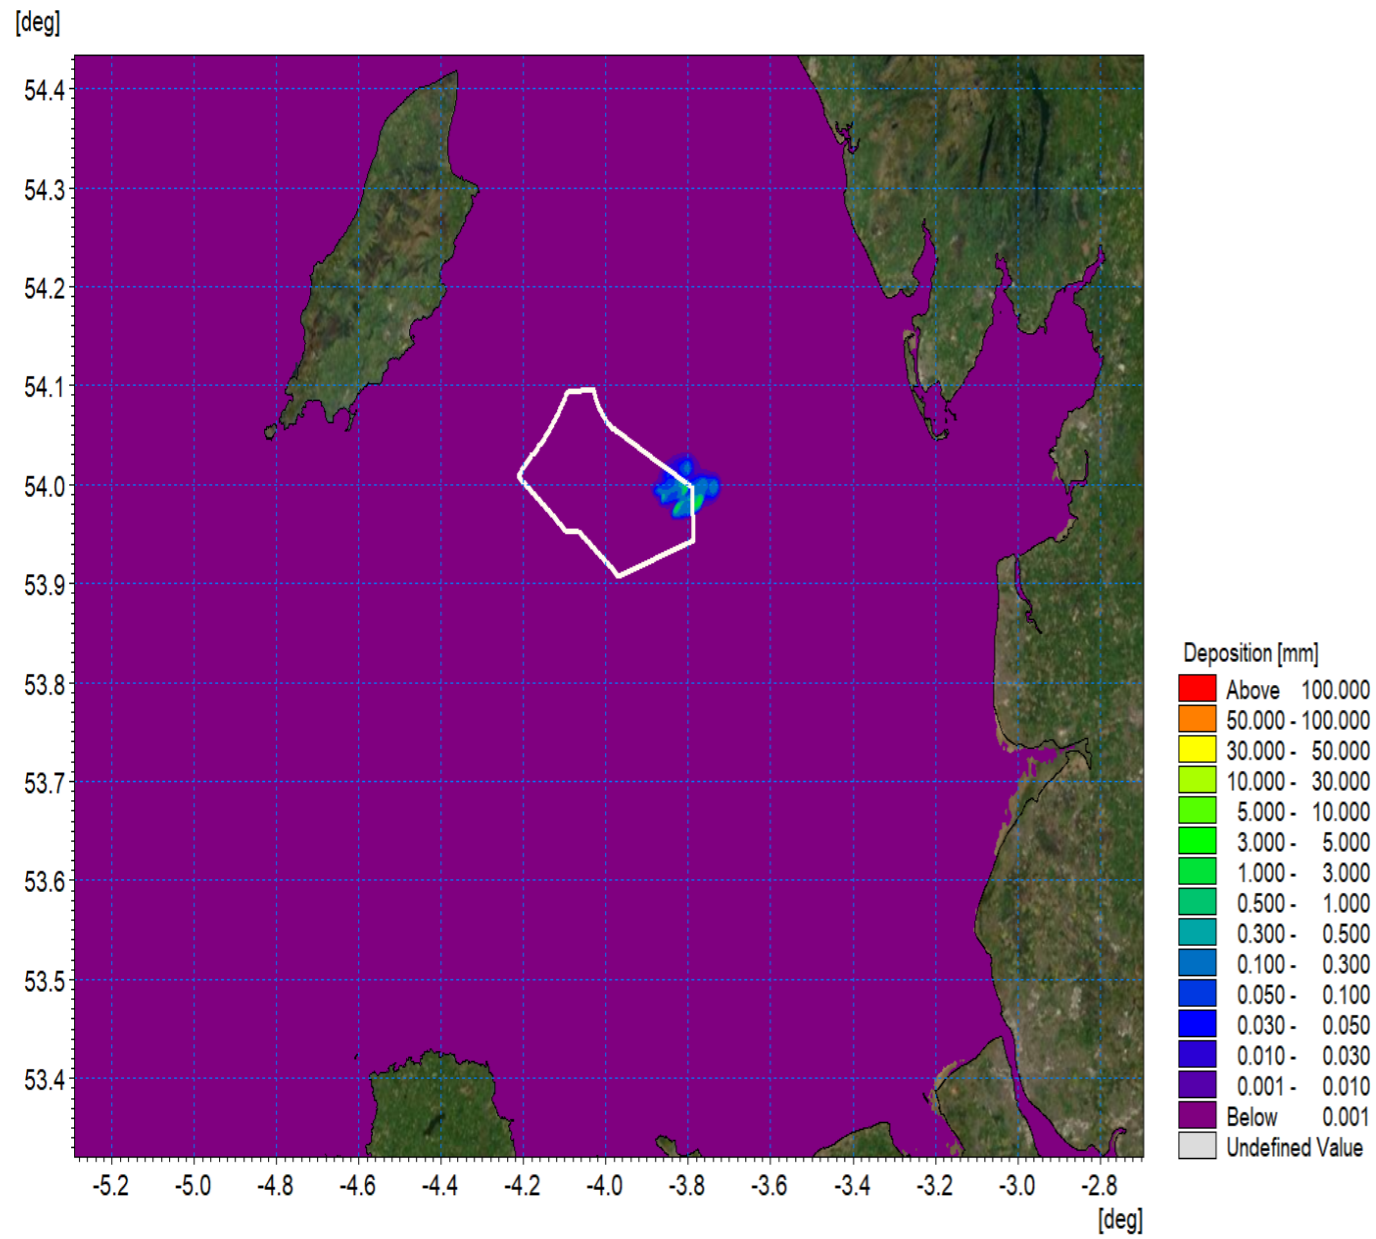 [deg]
54.4
54.3
54.2
54.1
54.0
53.9
53.8
53.7
53.6
53.5
53.4
-5.2 -5.0 -4.8 -4.6 -4.4 -4.2 -4.0 -3.8 -3.6 -3.4 -3.2 -3.0 -2.8
[deg]
Deposition [mm]
Above 100.000
50.000 - 100.000
30.000 - 50.000
10.000 - 30.000
5.000 - 10.000
3.000 - 5.000
1.000 - 3.000
0.500 - 1.000
0.300 - 0.500
0.100 - 0.300
0.050 - 0.100
0.030 - 0.050
0.010 - 0.030
0.001 - 0.010
Below 0.001
Undefined Value